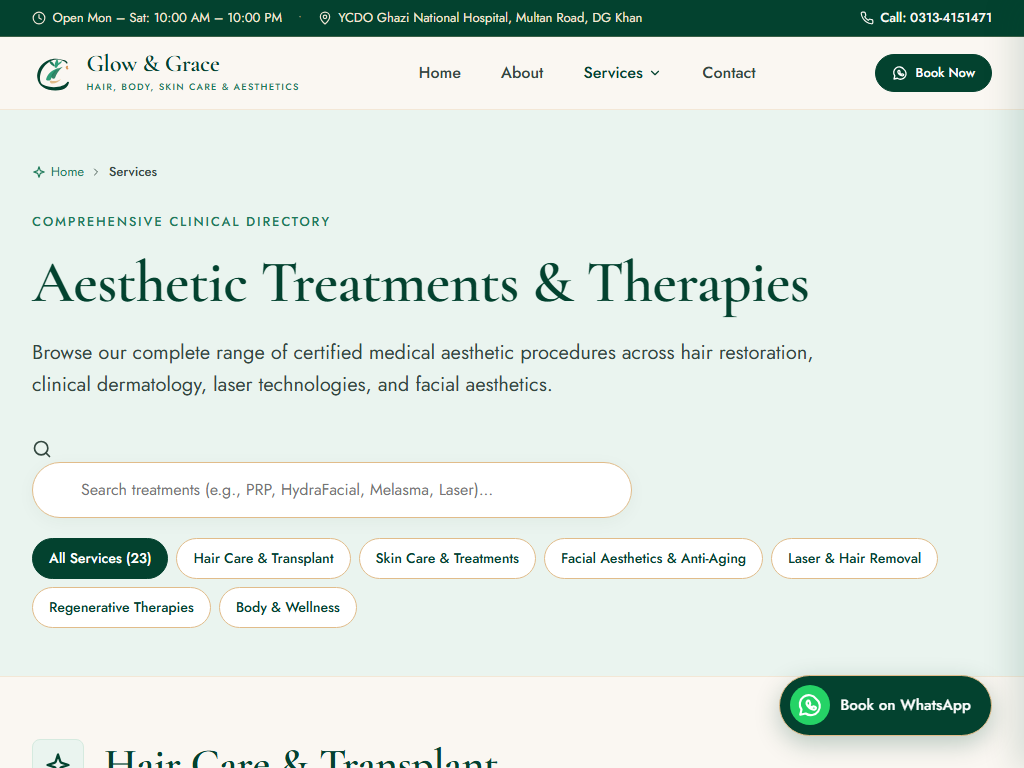 Open Mon – Sat: 10:00 AM – 10:00 PM · YCDO Ghazi National Hospital, Multan Road, DG Khan Call: 0313-4151471
Glow & Grace
HAIR, BODY, SKIN CARE & AESTHETICS
Home About Services Contact Book Now
Home > Services
COMPREHENSIVE CLINICAL DIRECTORY
Aesthetic Treatments & Therapies
Browse our complete range of certified medical aesthetic procedures across hair restoration,
clinical dermatology, laser technologies, and facial aesthetics.
Search treatments (e.g., PRP, HydraFacial, Melasma, Laser)...
All Services (23) Hair Care & Transplant Skin Care & Treatments Facial Aesthetics & Anti-Aging Laser & Hair Removal
Regenerative Therapies Body & Wellness
Book on WhatsApp
Hair Care & Transplant